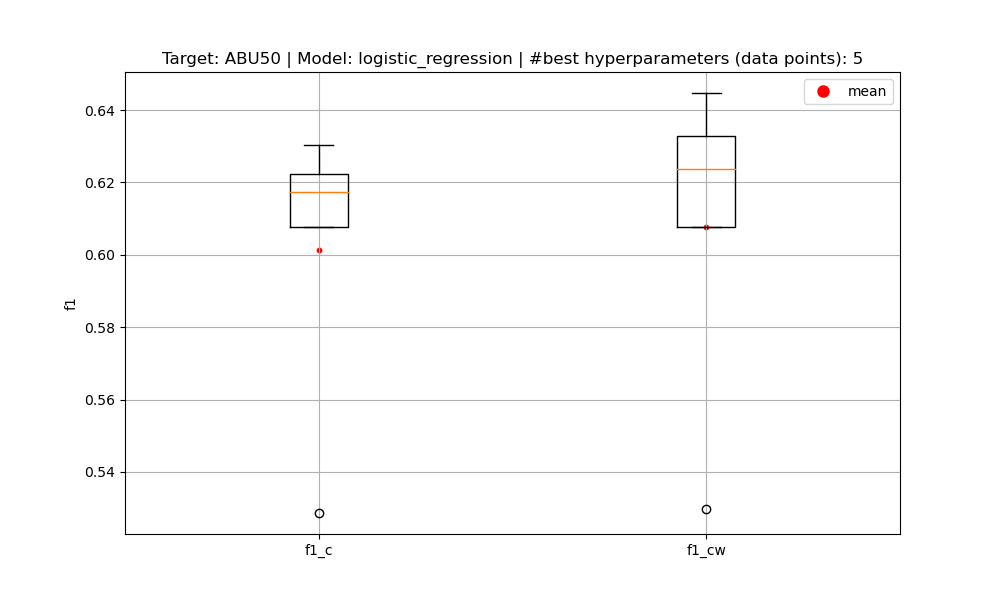 Target: ABU50 | Model: logistic_regression | #best hyperparameters (data points): 5
mean
0.64
0.62
0.60
0.58
0.56
0.54
f1
f1_c
f1_cw